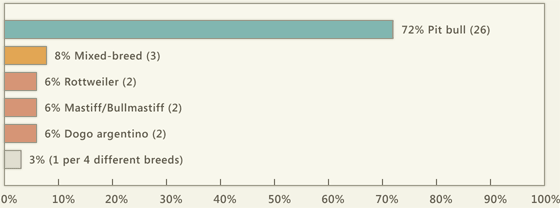 72% Pit bull (26)
8% Mixed-breed (3)
6% Rottweiler (2)
6% Mastiff/Bullmastiff (2)
6% Dogo argentino (2)
3% (1 per 4 different breeds)
0% 10% 20% 30% 40% 50% 60% 70% 80% 90% 100%